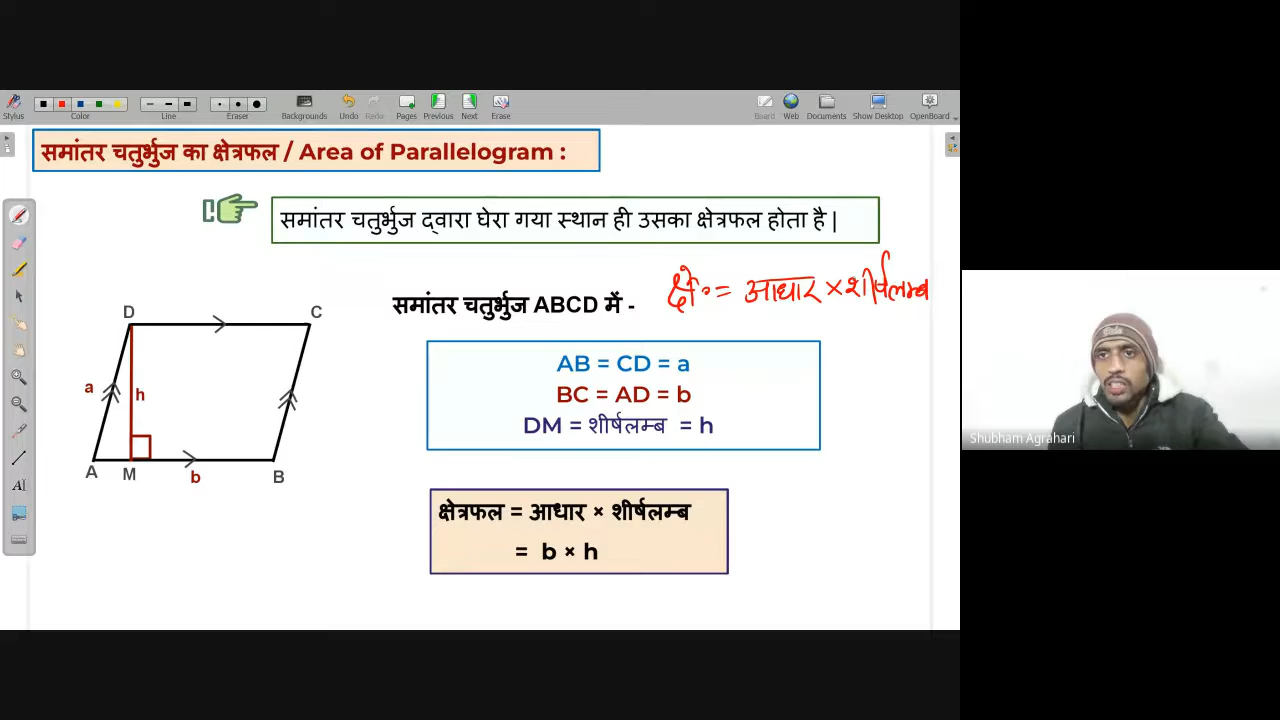 Stylus
Color
Line
Eraser
Backgrounds
Undo
Redo
Pages
Previous
Next
Erase
Board
Web
Documents
Show Desktop
OpenBoard
समांतर चतुर्भुज का क्षेत्रफल / Area of Parallelogram :
समांतर चतुर्भुज द्वारा घेरा गया स्थान ही उसका क्षेत्रफल होता है |
समांतर चतुर्भुज ABCD में -
क्षे० = आधार × शीर्षलम्ब
D
C
a
h
A
M
b
B
AB = CD = a
BC = AD = b
DM = शीर्षलम्ब = h
क्षेत्रफल = आधार × शीर्षलम्ब
= b × h
Shubham Agrahari